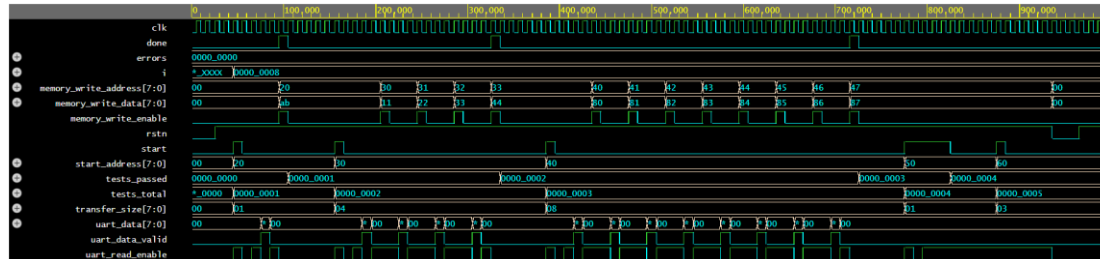 100,000 200,000 300,000 400,000 500,000 600,000 700,000 800,000 900,000
clk
done
errors 0000_0000
i *_XXXX 0000_0008
memory_write_address[7:0] 00 20 30 31 32 33 40 41 42 43 44 45 46 47 00
memory_write_data[7:0] 00 ab 11 22 33 44 80 81 82 83 84 85 86 87 00
memory_write_enable
rstn
start
start_address[7:0] 00 20 30 40 50 60
tests_passed 0000_0000 0000_0001 0000_0002 0000_0003 0000_0004
tests_total *_0000 0000_0001 0000_0002 0000_0003 0000_0004 0000_0005
transfer_size[7:0] 00 01 04 08 01 03
uart_data[7:0] 00 * 00 * 00 * 00 * 00 * 00 * 00 * 00 * 00 * 00 * 00 * 00 * 00 * 00
uart_data_valid
uart_read_enable